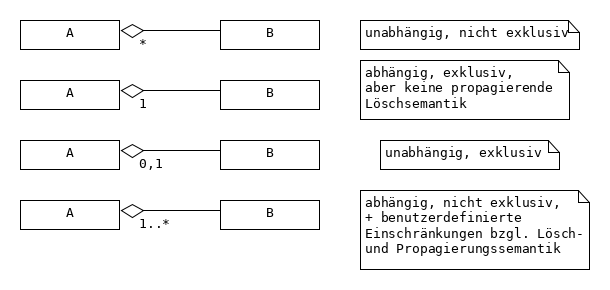 A
*
B
unabhängig, nicht exklusiv
A
1
B
abhängig, exklusiv,
aber keine propagierende
Löschsemantik
A
0,1
B
unabhängig, exklusiv
A
1..*
B
abhängig, nicht exklusiv,
+ benutzerdefinierte
Einschränkungen bzgl. Lösch-
und Propagierungssemantik